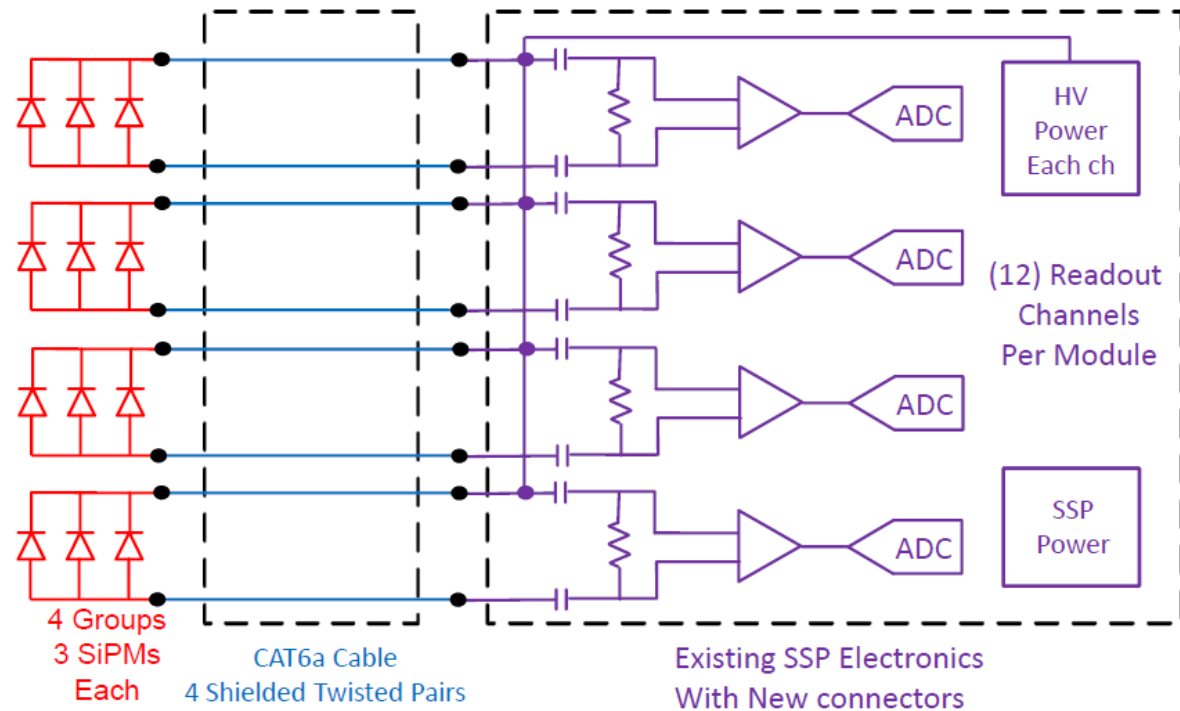 HV
Power
Each ch
ADC
ADC
(12) Readout
Channels
Per Module
ADC
SSP
Power
ADC
4 Groups
3 SiPMs
Each
CAT6a Cable
4 Shielded Twisted Pairs
Existing SSP Electronics
With New connectors